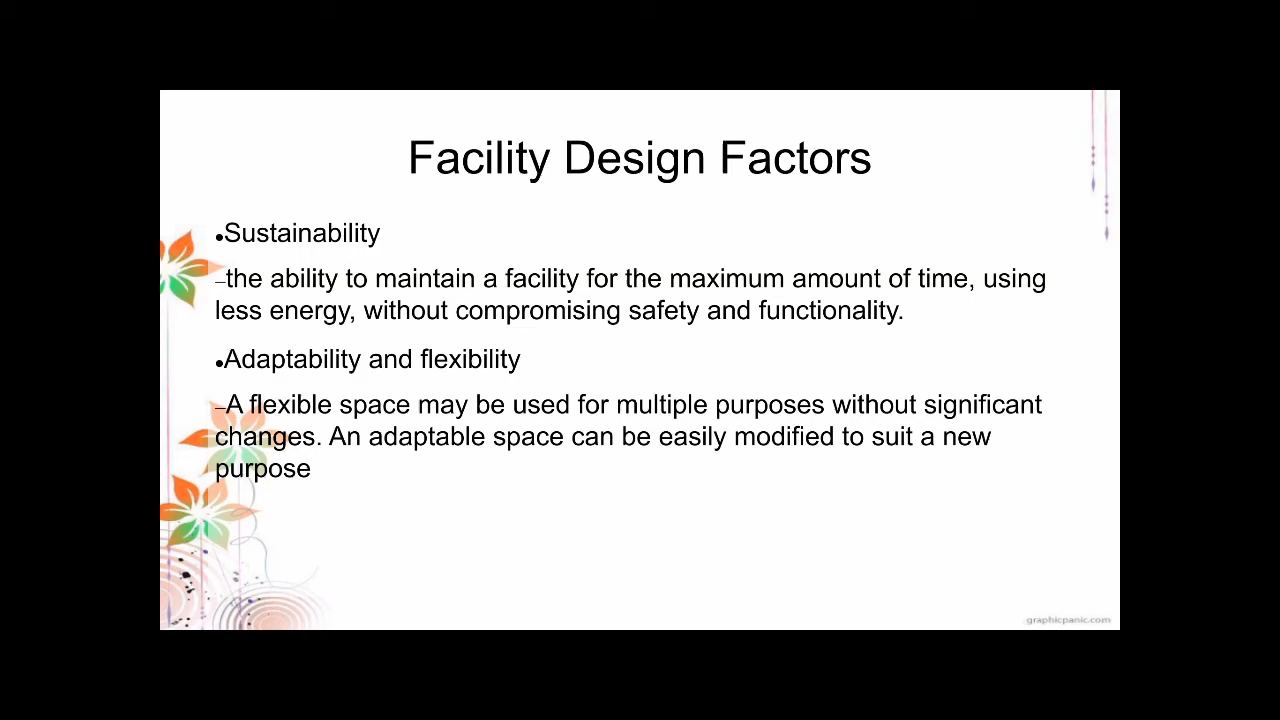 Facility Design Factors
●Sustainability
–the ability to maintain a facility for the maximum amount of time, using
less energy, without compromising safety and functionality.
●Adaptability and flexibility
–A flexible space may be used for multiple purposes without significant
changes. An adaptable space can be easily modified to suit a new
purpose
graphicpanic.com